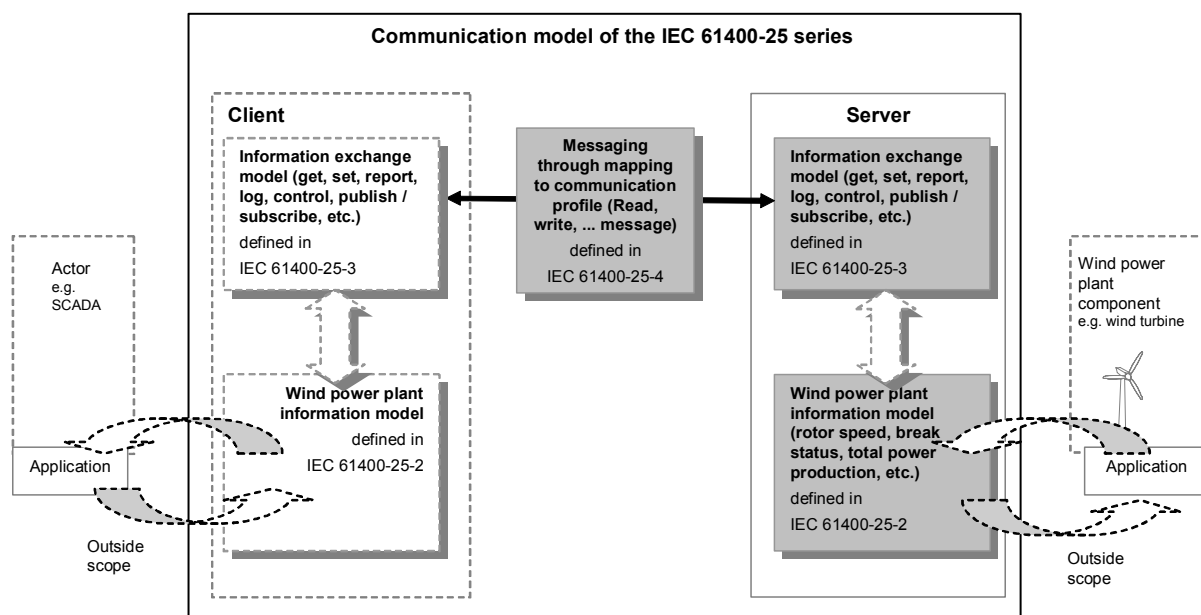 Communication model of the IEC 61400-25 series
Client
Information exchange
model (get, set, report,
log, control, publish /
subscribe, etc.)
defined in
IEC 61400-25-3
Messaging
through mapping
to communication
profile (Read,
write, ... message)
defined in
IEC 61400-25-4
Server
Information exchange
model (get, set, report,
log, control, publish /
subscribe, etc.)
defined in
IEC 61400-25-3
Actor
e.g.
SCADA
Application
Outside
scope
Wind power plant
information model
defined in
IEC 61400-25-2
Wind power plant
information model
(rotor speed, break
status, total power
production, etc.)
defined in
IEC 61400-25-2
Wind power
plant
component
e.g. wind turbine
Application
Outside
scope